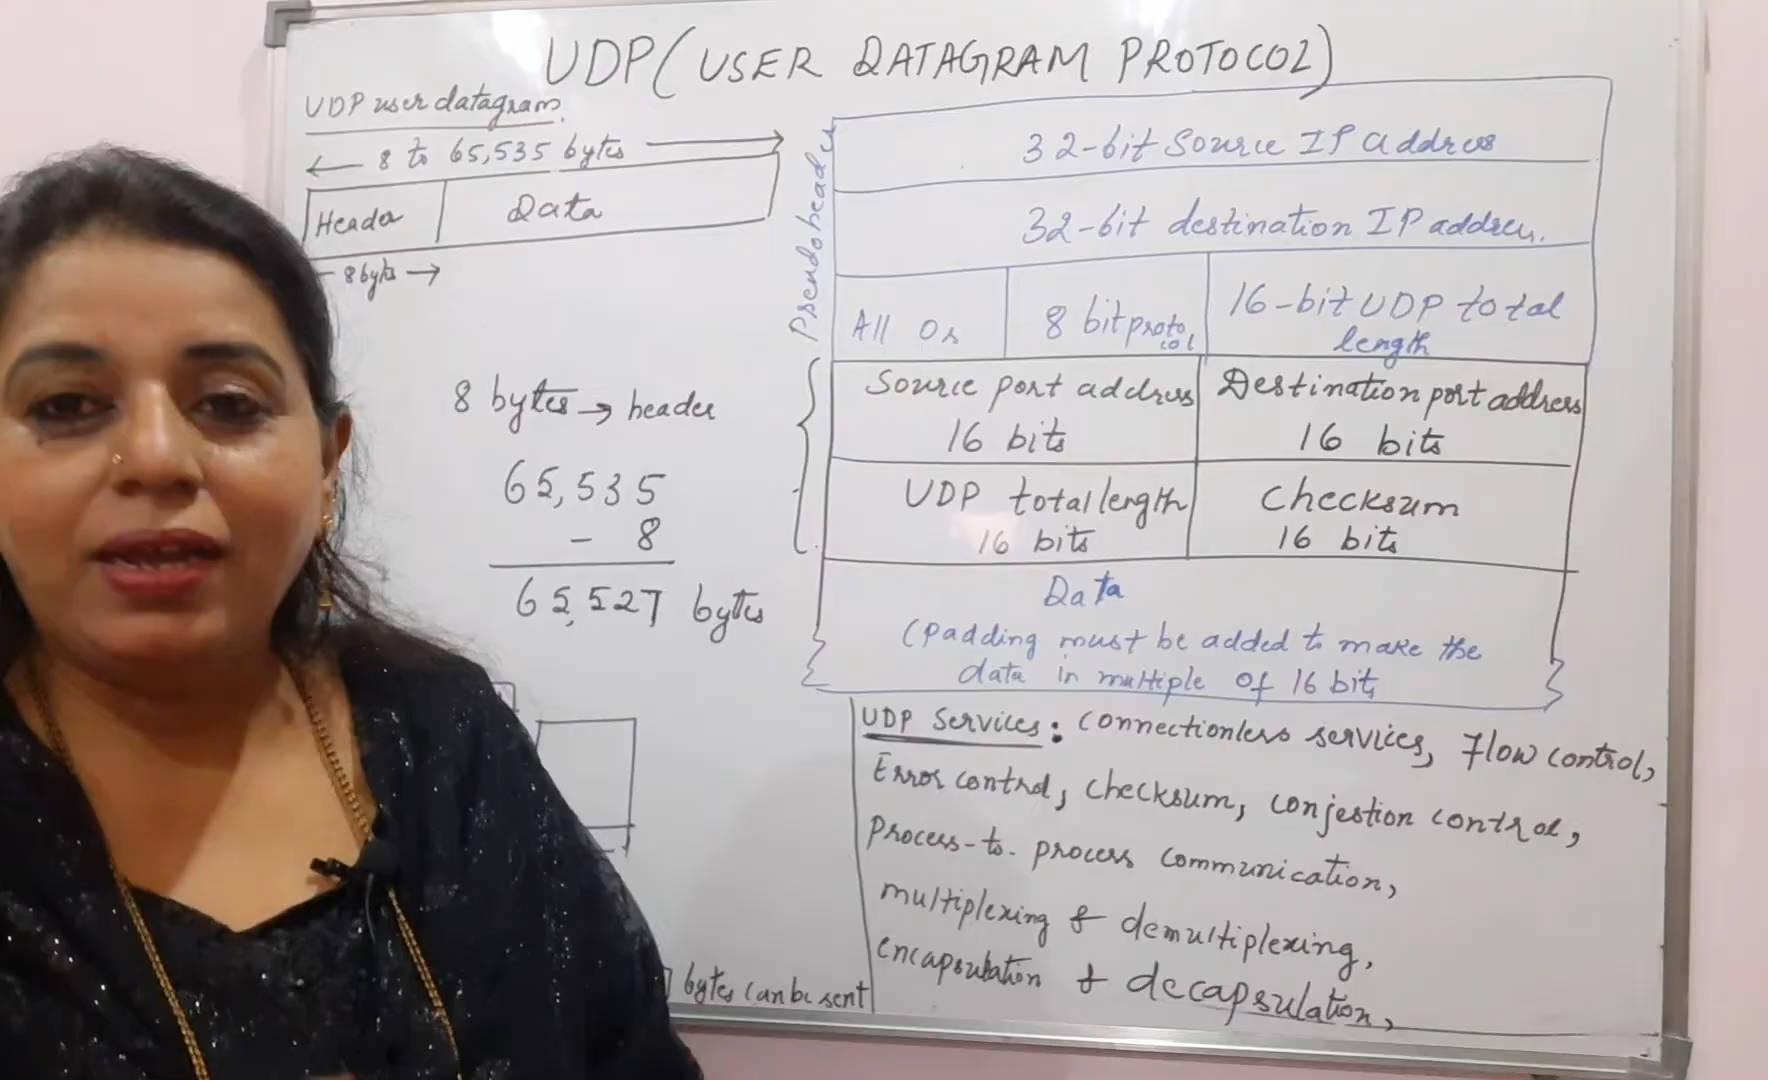 UDP (USER DATAGRAM PROTOCOL)
UDP user datagram.
8 to 65,535 bytes
Header
Data
8 bytes
8 bytes → header
65,535
- 8
65,527 bytes
bytes can be sent
Pseudoheader
32-bit Source IP address
32-bit destination IP address.
All 0s
8 bit protocol
16-bit UDP total
length
Source port address
16 bits
Destination port address
16 bits
UDP total length
16 bits
Checksum
16 bits
Data
(Padding must be added to make the
data in multiple of 16 bits
UDP Services: Connectionless services, Flow control,
Error control, checksum, conjestion control,
Process-to-process communication,
multiplexing & demultiplexing,
encapsulation & decapsulation,